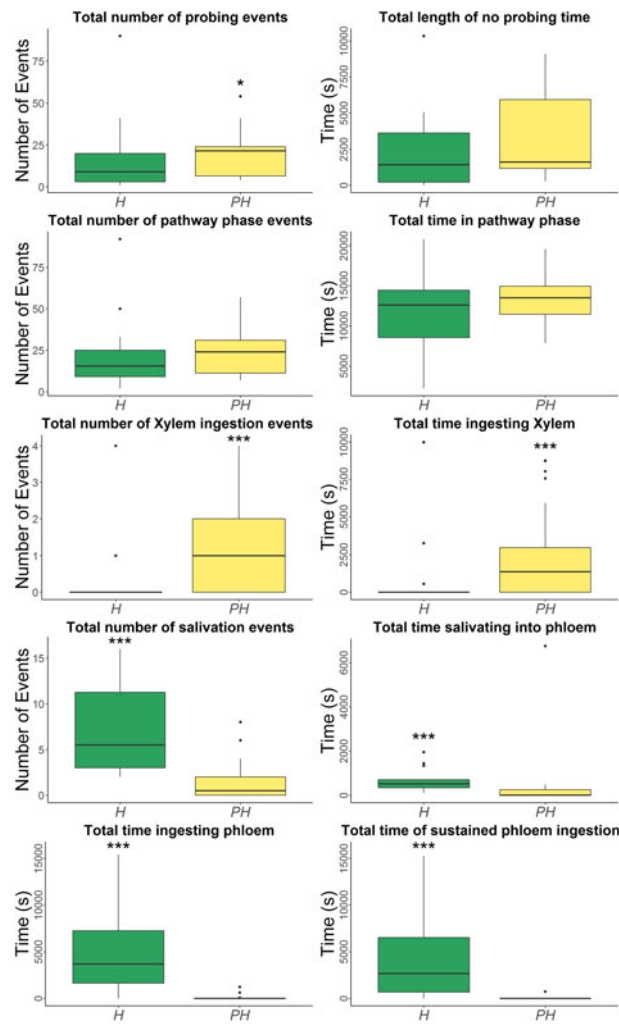 Total number of probing events
Total length of no probing time
Number of Events
75
50
25
0
*
H
PH
Time (s)
10000
7500
5000
2500
0
H
PH
Total number of pathway phase events
Total time in pathway phase
Number of Events
75
50
25
0
H
PH
Time (s)
20000
15000
10000
5000
H
PH
Total number of Xylem ingestion events
Total time ingesting Xylem
Number of Events
4
3
2
1
0
***
H
PH
Time (s)
10000
7500
5000
2500
0
***
H
PH
Total number of salivation events
Total time salivating into phloem
Number of Events
15
10
5
0
***
H
PH
Time (s)
6000
4000
2000
0
***
H
PH
Total time ingesting phloem
Total time of sustained phloem ingestion
Time (s)
15000
10000
5000
0
***
H
PH
Time (s)
15000
10000
5000
0
***
H
PH